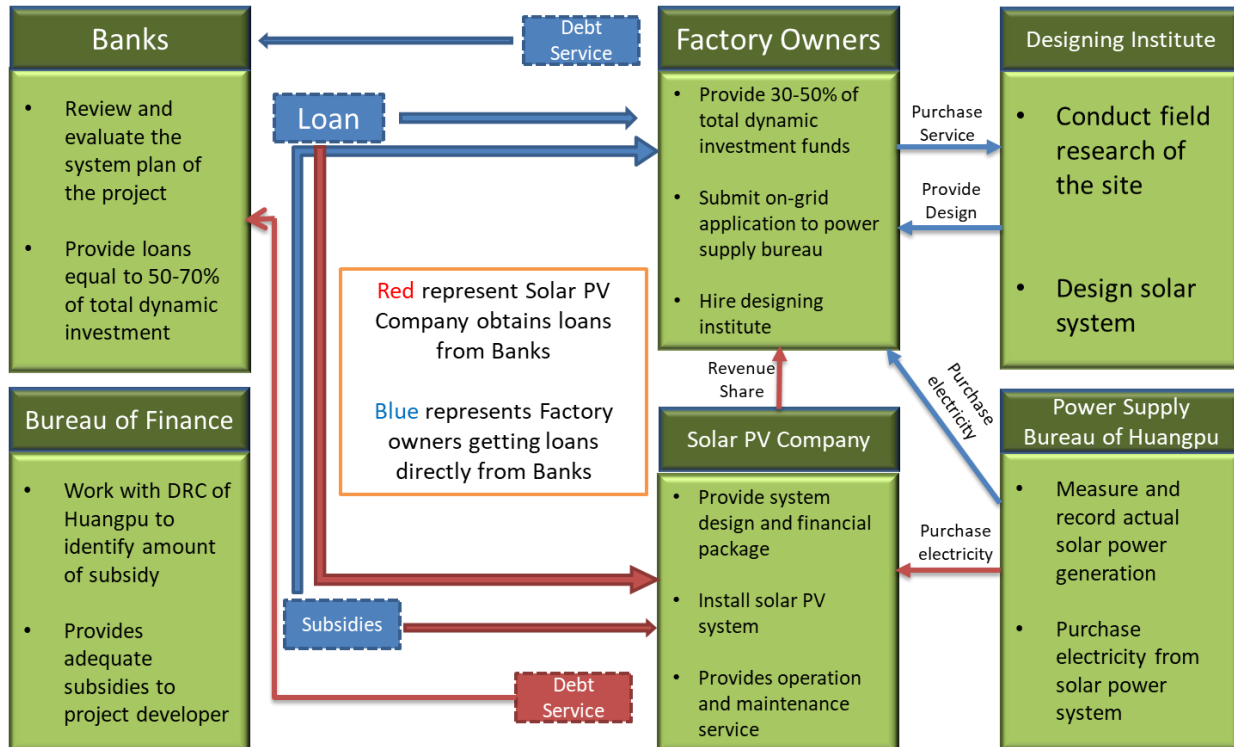 Banks
• Review and
evaluate the
system plan of
the project
• Provide loans
equal to 50-70%
of total dynamic
investment
Bureau of Finance
• Work with DRC of
Huangpu to
identify amount
of subsidy
• Provides
adequate
subsidies to
project developer
Debt
Service
Loan
Red represent Solar PV
Company obtains loans
from Banks
Blue represents Factory
owners getting loans
directly from Banks
Subsidies
Debt
Service
Factory Owners
• Provide 30-50% of
total dynamic
investment funds
• Submit on-grid
application to power
supply bureau
• Hire designing
institute
Revenue
Share
Solar PV Company
• Provide system
design and financial
package
• Install solar PV
system
• Provides operation
and maintenance
service
Purchase
Service
Provide
Design
Purchase
electricity
Purchase
electricity
Designing Institute
• Conduct field
research of
the site
• Design solar
system
Power Supply
Bureau of Huangpu
• Measure and
record actual
solar power
generation
• Purchase
electricity from
solar power
system